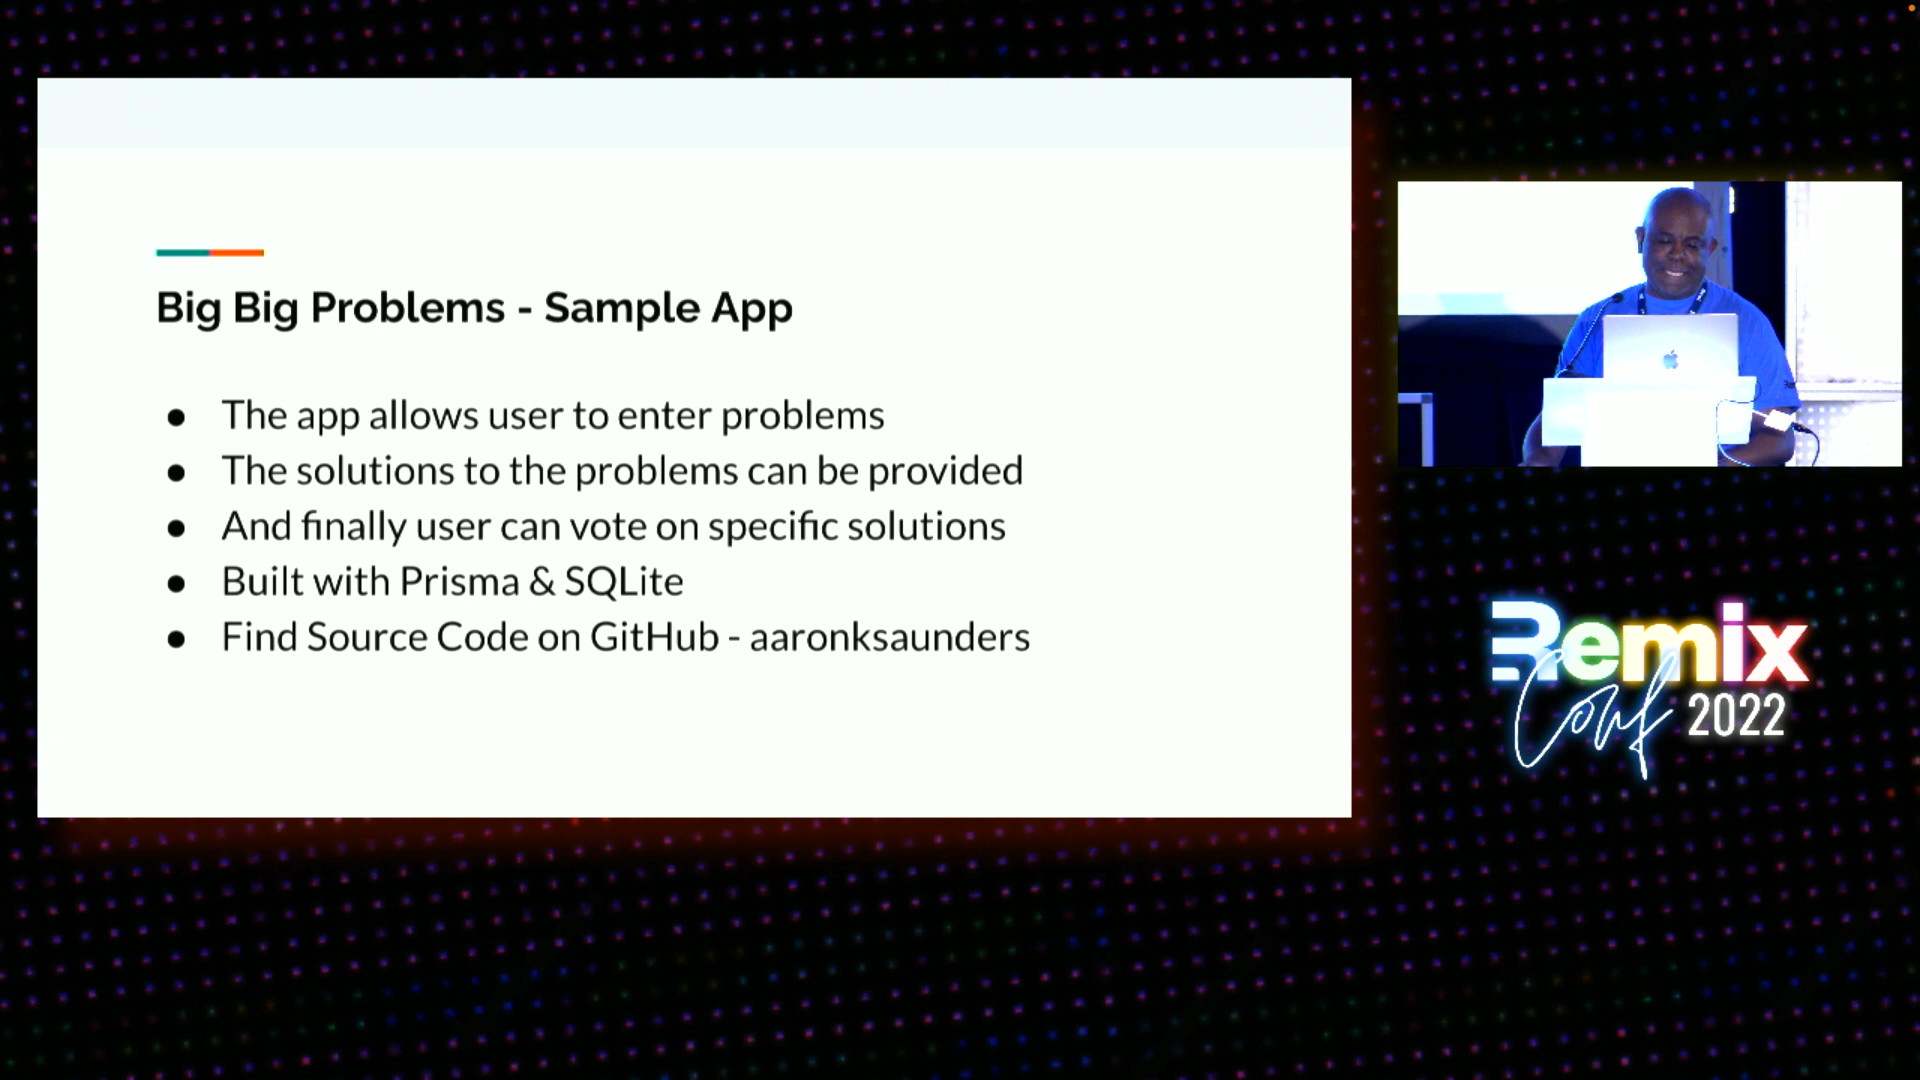 Big Big Problems - Sample App
● The app allows user to enter problems
● The solutions to the problems can be provided
● And finally user can vote on specific solutions
● Built with Prisma & SQLite
● Find Source Code on GitHub - aaronksaunders
Remix
Conf 2022